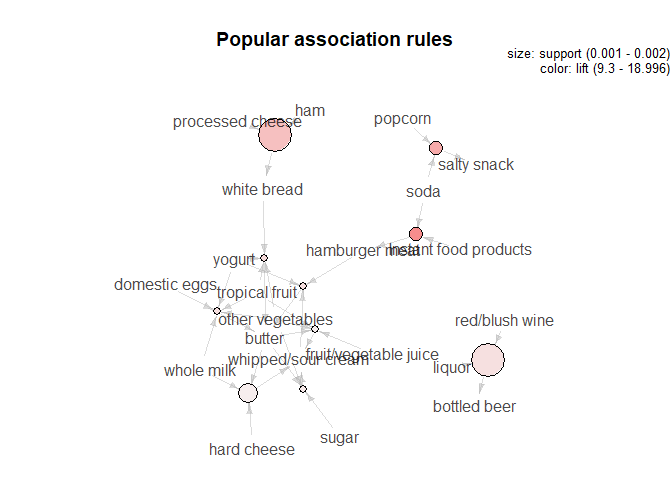 Popular association rules
size: support (0.001 - 0.002)
color: lift (9.3 - 18.996)
ham
processed cheese
popcorn
salty snack
white bread
soda
hamburger meat
instant food products
yogurt
domestic eggs
tropical fruit
other vegetables
red/blush wine
butter
fruit/vegetable juice
whipped/sour cream
whole milk
liquor
bottled beer
sugar
hard cheese